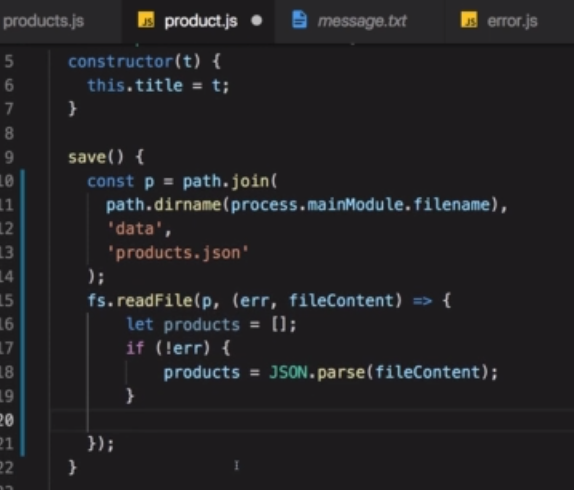 products.js JS product.js message.txt JS error.js
5 constructor(t) {
6 this.title = t;
7 }
8
9 save() {
10 const p = path.join(
11 path.dirname(process.mainModule.filename),
12 'data',
13 'products.json'
14 );
15 fs.readFile(p, (err, fileContent) => {
16 let products = [];
17 if (!err) {
18 products = JSON.parse(fileContent);
19 }
20
21 });
22 }